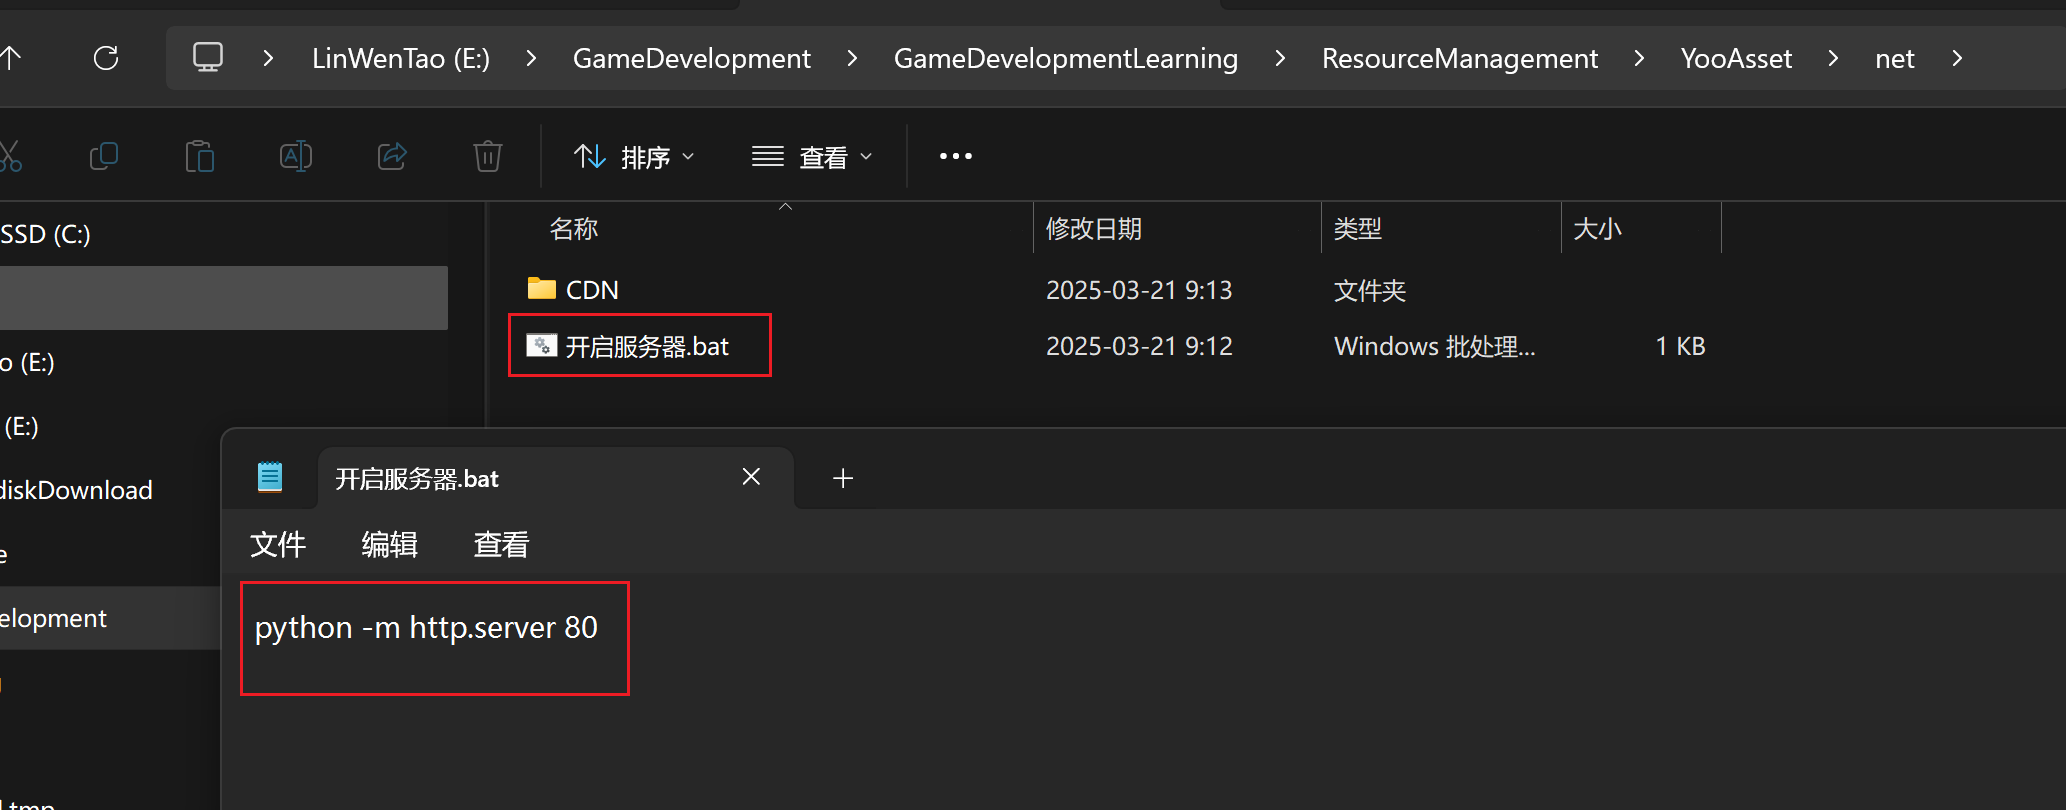 LinWenTao (E:) > GameDevelopment > GameDevelopmentLearning > ResourceManagement > YooAsset > net >
排序 查看
SSD (C:)
名称 修改日期 类型 大小
CDN 2025-03-21 9:13 文件夹
开启服务器.bat 2025-03-21 9:12 Windows 批处理... 1 KB
o (E:)
(E:)
diskDownload
e
elopment
开启服务器.bat
文件 编辑 查看
python -m http.server 80